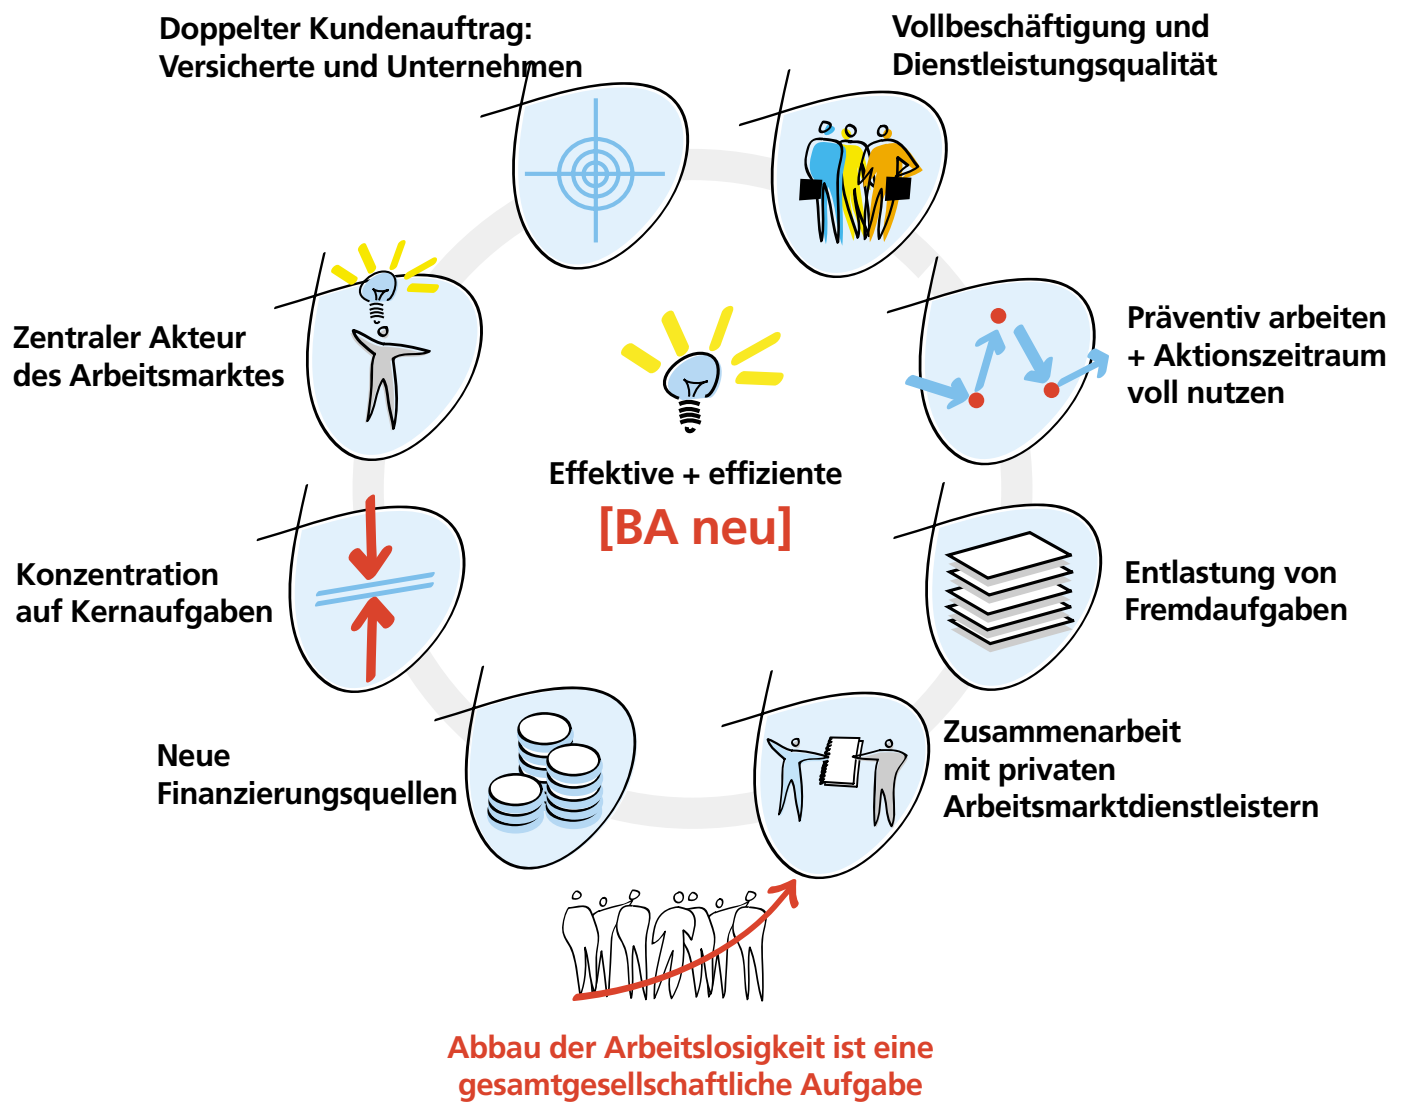 Doppelter Kundenauftrag:
Versicherte und Unternehmen
Vollbeschäftigung und
Dienstleistungsqualität
Zentraler Akteur
des Arbeitsmarktes
Präventiv arbeiten
+ Aktionszeitraum
voll nutzen
Effektive + effiziente
[BA neu]
Konzentration
auf Kernaufgaben
Entlastung von
Fremdaufgaben
Neue
Finanzierungsquellen
Zusammenarbeit
mit privaten
Arbeitsmarktdienstleistern
Abbau der Arbeitslosigkeit ist eine
gesamtgesellschaftliche Aufgabe